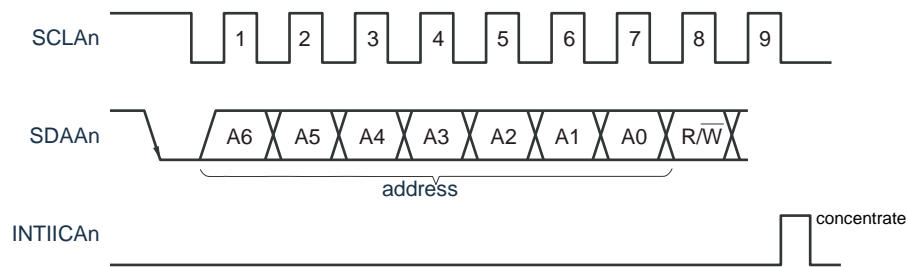 SCLAn 1 2 3 4 5 6 7 8 9
SDAAn A6 A5 A4 A3 A2 A1 A0 R/W̅
address
INTIICAn concentrate